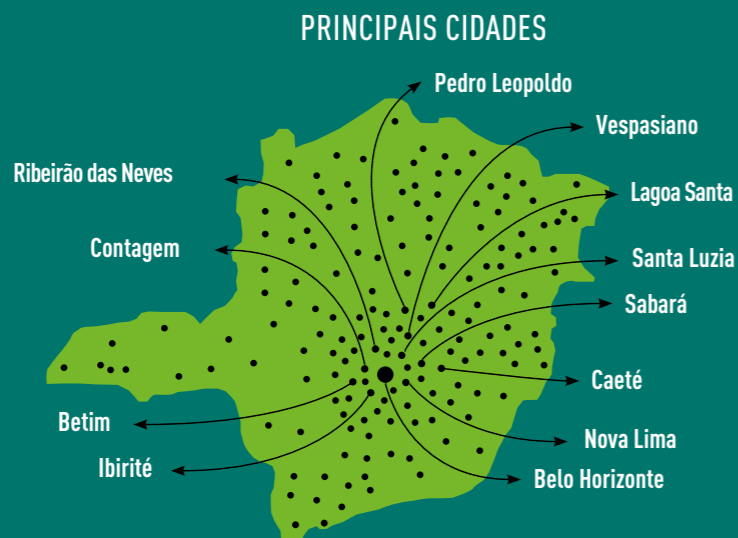 PRINCIPAIS CIDADES
Pedro Leopoldo
Vespasiano
Ribeirão das Neves
Lagoa Santa
Contagem
Santa Luzia
Sabará
Caeté
Betim
Nova Lima
Ibirité
Belo Horizonte